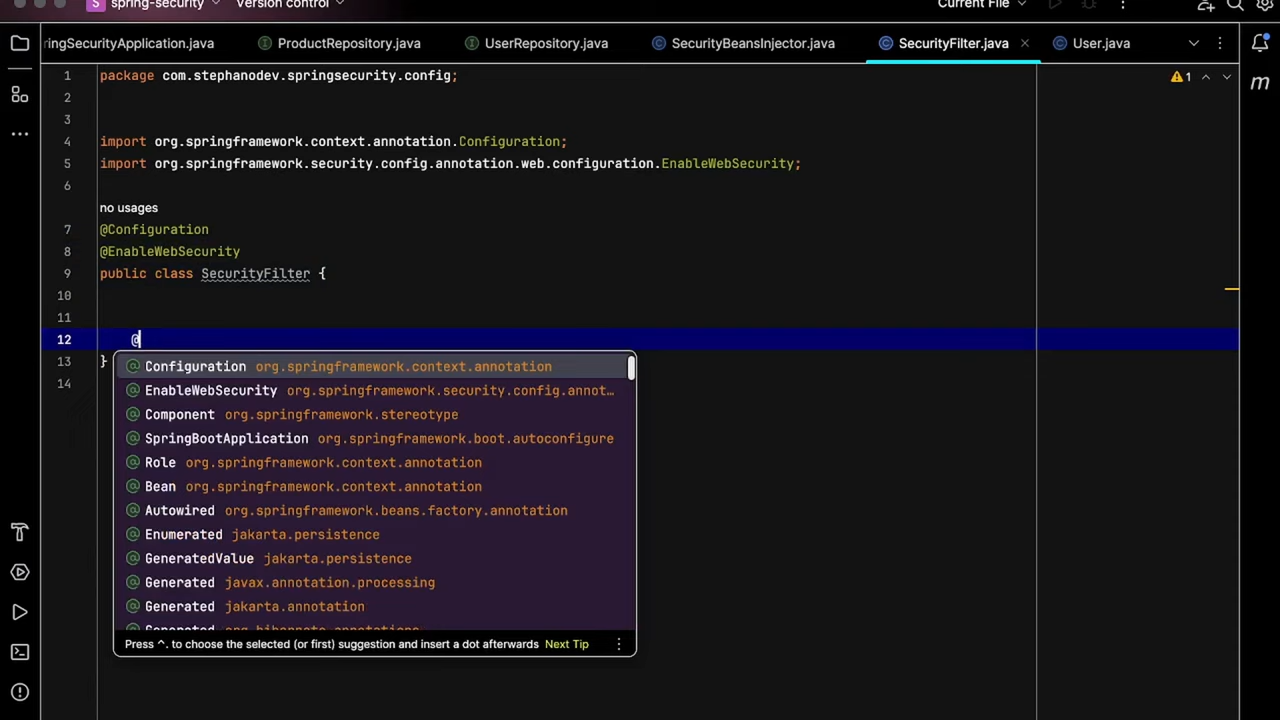 S spring-security Version control Current File
ringSecurityApplication.java ProductRepository.java UserRepository.java SecurityBeansInjector.java SecurityFilter.java User.java
1 package com.stephanodev.springsecurity.config; 1
2
3
4 import org.springframework.context.annotation.Configuration;
5 import org.springframework.security.config.annotation.web.configuration.EnableWebSecurity;
6
no usages
7 @Configuration
8 @EnableWebSecurity
9 public class SecurityFilter {
10
11
12 @
13 }
14
@ Configuration org.springframework.context.annotation
@ EnableWebSecurity org.springframework.security.config.annot…
@ Component org.springframework.stereotype
@ SpringBootApplication org.springframework.boot.autoconfigure
@ Role org.springframework.context.annotation
@ Bean org.springframework.context.annotation
@ Autowired org.springframework.beans.factory.annotation
@ Enumerated jakarta.persistence
@ GeneratedValue jakarta.persistence
@ Generated javax.annotation.processing
@ Generated jakarta.annotation
@ Generated org.hibernate.annotations
Press ^. to choose the selected (or first) suggestion and insert a dot afterwards Next Tip
m